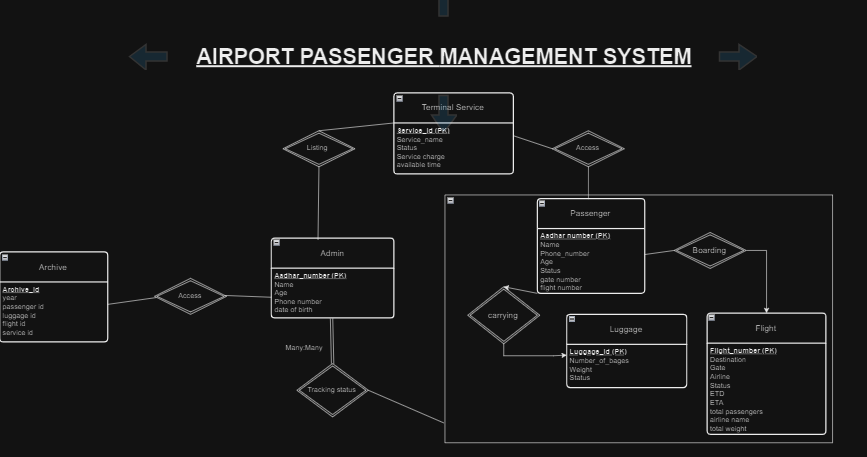 AIRPORT PASSENGER MANAGEMENT SYSTEM
Terminal Service
Service_id (PK)
Service_name
Status
Service charge
available time
Listing
Access
Passenger
Aadhar number (PK)
Name
Phone_number
Age
Status
gate number
flight number
Boarding
Admin
Aadhar_number (PK)
Name
Age
Phone number
date of birth
Archive
Archive_id
year
passenger id
luggage id
flight id
service id
Access
carrying
Luggage
Luggage_id (PK)
Number_of_bages
Weight
Status
Flight
Flight_number (PK)
Destination
Gate
Airline
Status
ETD
ETA
total passengers
airline name
total weight
Many:Many
Tracking status